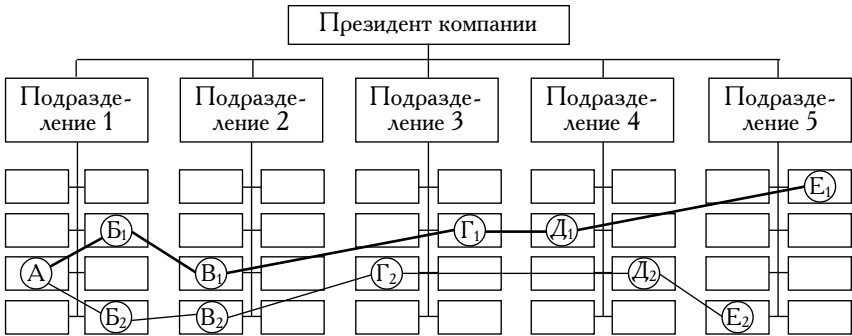 Президент компании
Подразде-
ление 1
Подразде-
ление 2
Подразде-
ление 3
Подразде-
ление 4
Подразде-
ление 5
Е1
Б1
Г1
Д1
А
В1
Г2
Д2
Б2
В2
Е2